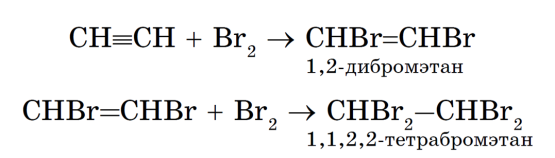 CH≡CH + Br₂ → CHBr=CHBr
1,2-дибромэтан
CHBr=CHBr + Br₂ → CHBr₂–CHBr₂
1,1,2,2-тетрабромэтан